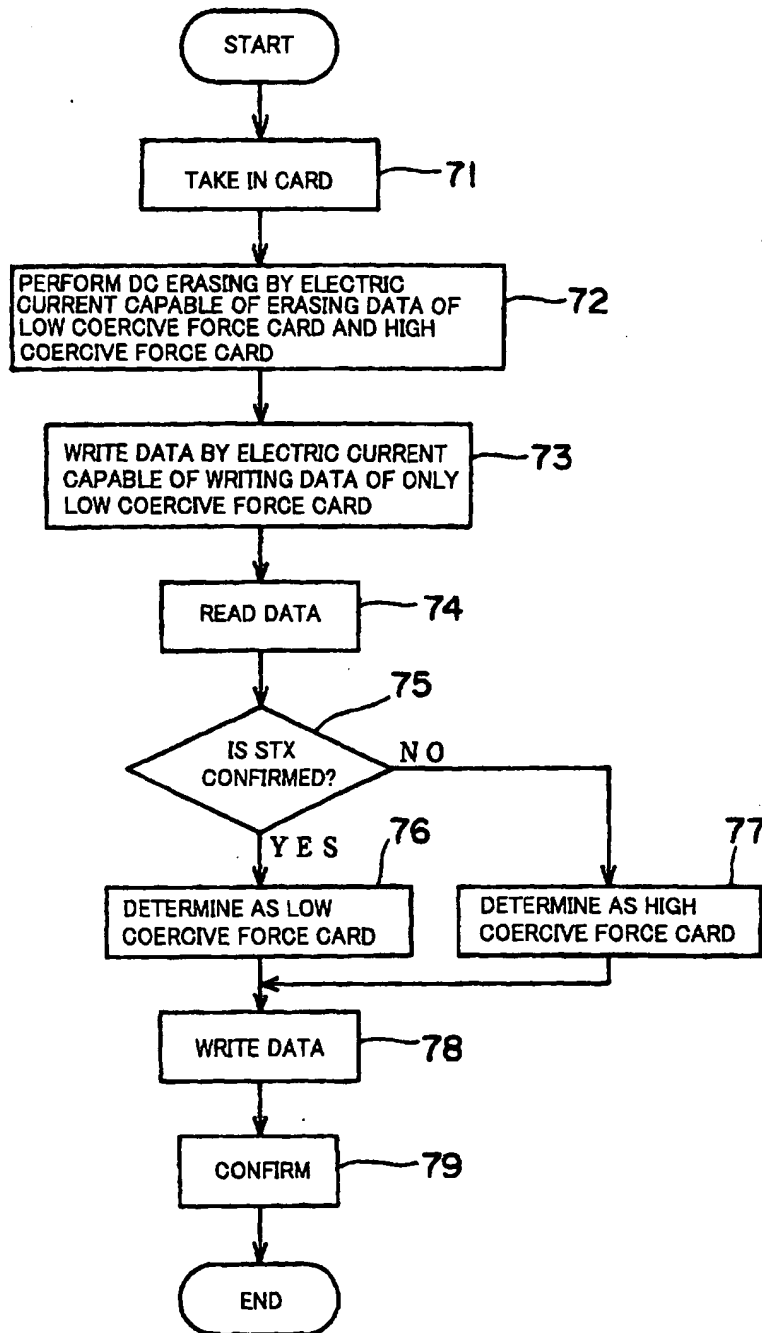 START
TAKE IN CARD
71
PERFORM DC ERASING BY ELECTRIC
CURRENT CAPABLE OF ERASING DATA OF
LOW COERCIVE FORCE CARD AND HIGH
COERCIVE FORCE CARD
72
WRITE DATA BY ELECTRIC CURRENT
CAPABLE OF WRITING DATA OF ONLY
LOW COERCIVE FORCE CARD
73
READ DATA
74
75
IS STX
CONFIRMED?
NO
YES
76
77
DETERMINE AS LOW
COERCIVE FORCE CARD
DETERMINE AS HIGH
COERCIVE FORCE CARD
WRITE DATA
78
CONFIRM
79
END